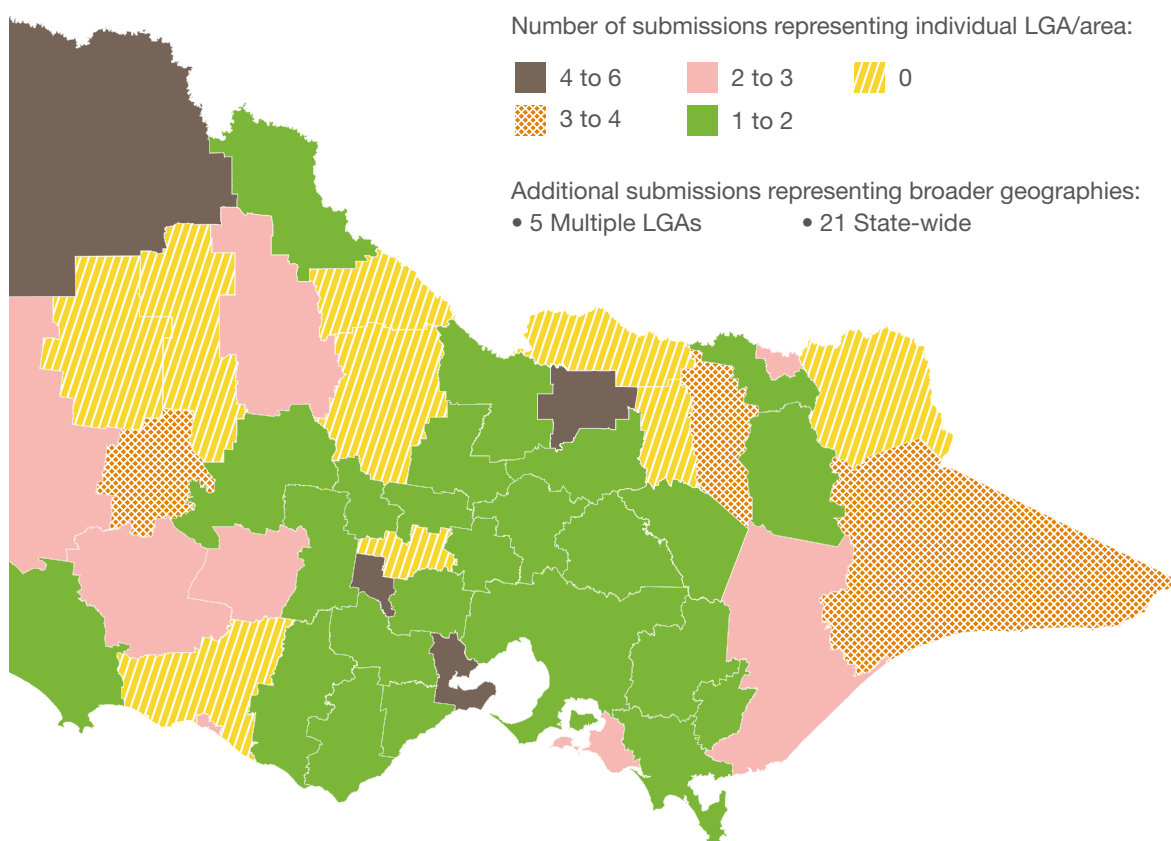 Number of submissions representing individual LGA/area:
4 to 6 2 to 3 0
3 to 4 1 to 2
Additional submissions representing broader geographies:
• 5 Multiple LGAs • 21 State-wide